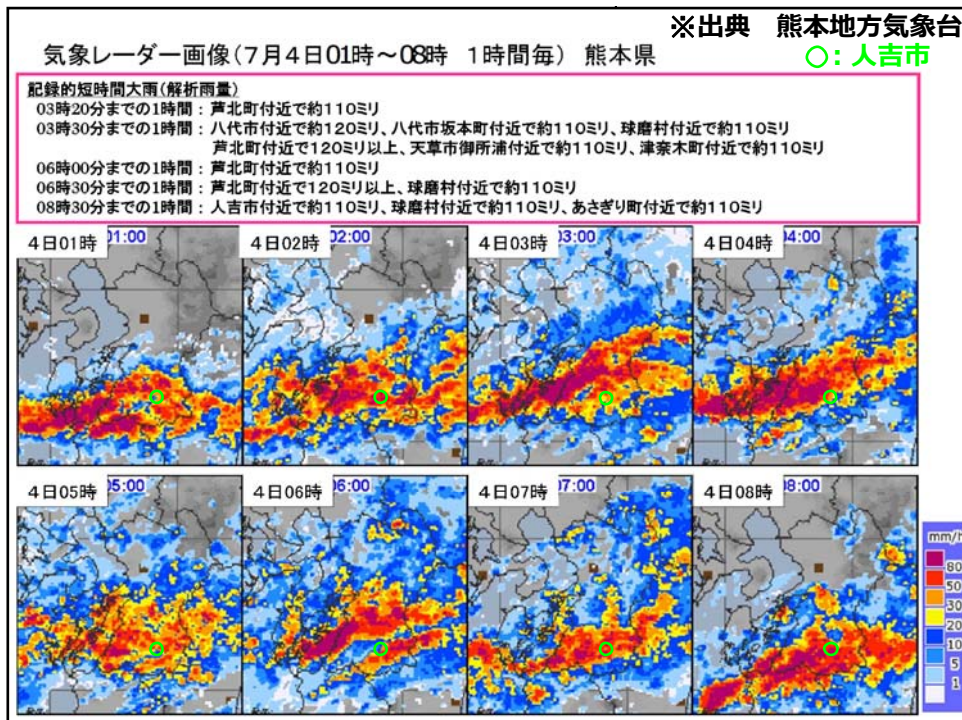 ※出典 熊本地方気象台
気象レーダー画像(7月4日01時～08時 1時間毎) 熊本県
○:人吉市
記録的短時間大雨(解析雨量)
03時20分までの1時間:芦北町付近で約110ミリ
03時30分までの1時間:八代市付近で約120ミリ、八代市坂本町付近で約110ミリ、球磨村付近で約110ミリ
芦北町付近で120ミリ以上、天草市御所浦付近で約110ミリ、津奈木町付近で約110ミリ
06時00分までの1時間:芦北町付近で約110ミリ
06時30分までの1時間:芦北町付近で120ミリ以上、球磨村付近で約110ミリ
08時30分までの1時間:人吉市付近で約110ミリ、球磨村付近で約110ミリ、あさぎり町付近で約110ミリ
4日01時 01:00
4日02時 02:00
4日03時 03:00
4日04時 04:00
4日05時 05:00
4日06時 06:00
4日07時 07:00
4日08時 08:00
mm/h
80
50
30
20
10
5
1